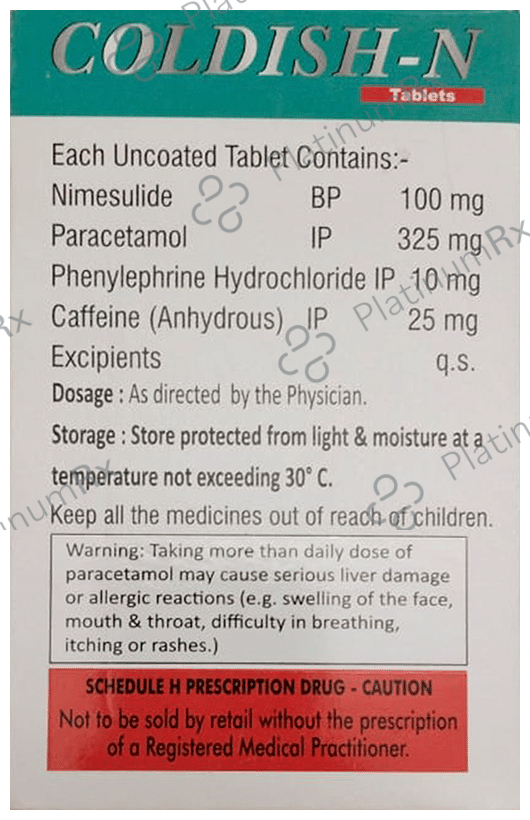 COLDISH-N
Tablets
Each Uncoated Tablet Contains:-
Nimesulide BP 100 mg
Paracetamol IP 325 mg
Phenylephrine Hydrochloride IP 10 mg
Caffeine (Anhydrous) IP 25 mg
Excipients q.s.
Dosage : As directed by the Physician.
Storage : Store protected from light & moisture at a
temperature not exceeding 30° C.
Keep all the medicines out of reach of children.
Warning: Taking more than daily dose of
paracetamol may cause serious liver damage
or allergic reactions (e.g. swelling of the face,
mouth & throat, difficulty in breathing,
itching or rashes.)
SCHEDULE H PRESCRIPTION DRUG - CAUTION
Not to be sold by retail without the prescription
of a Registered Medical Practitioner.
PlatinumRx
PlatinumRx